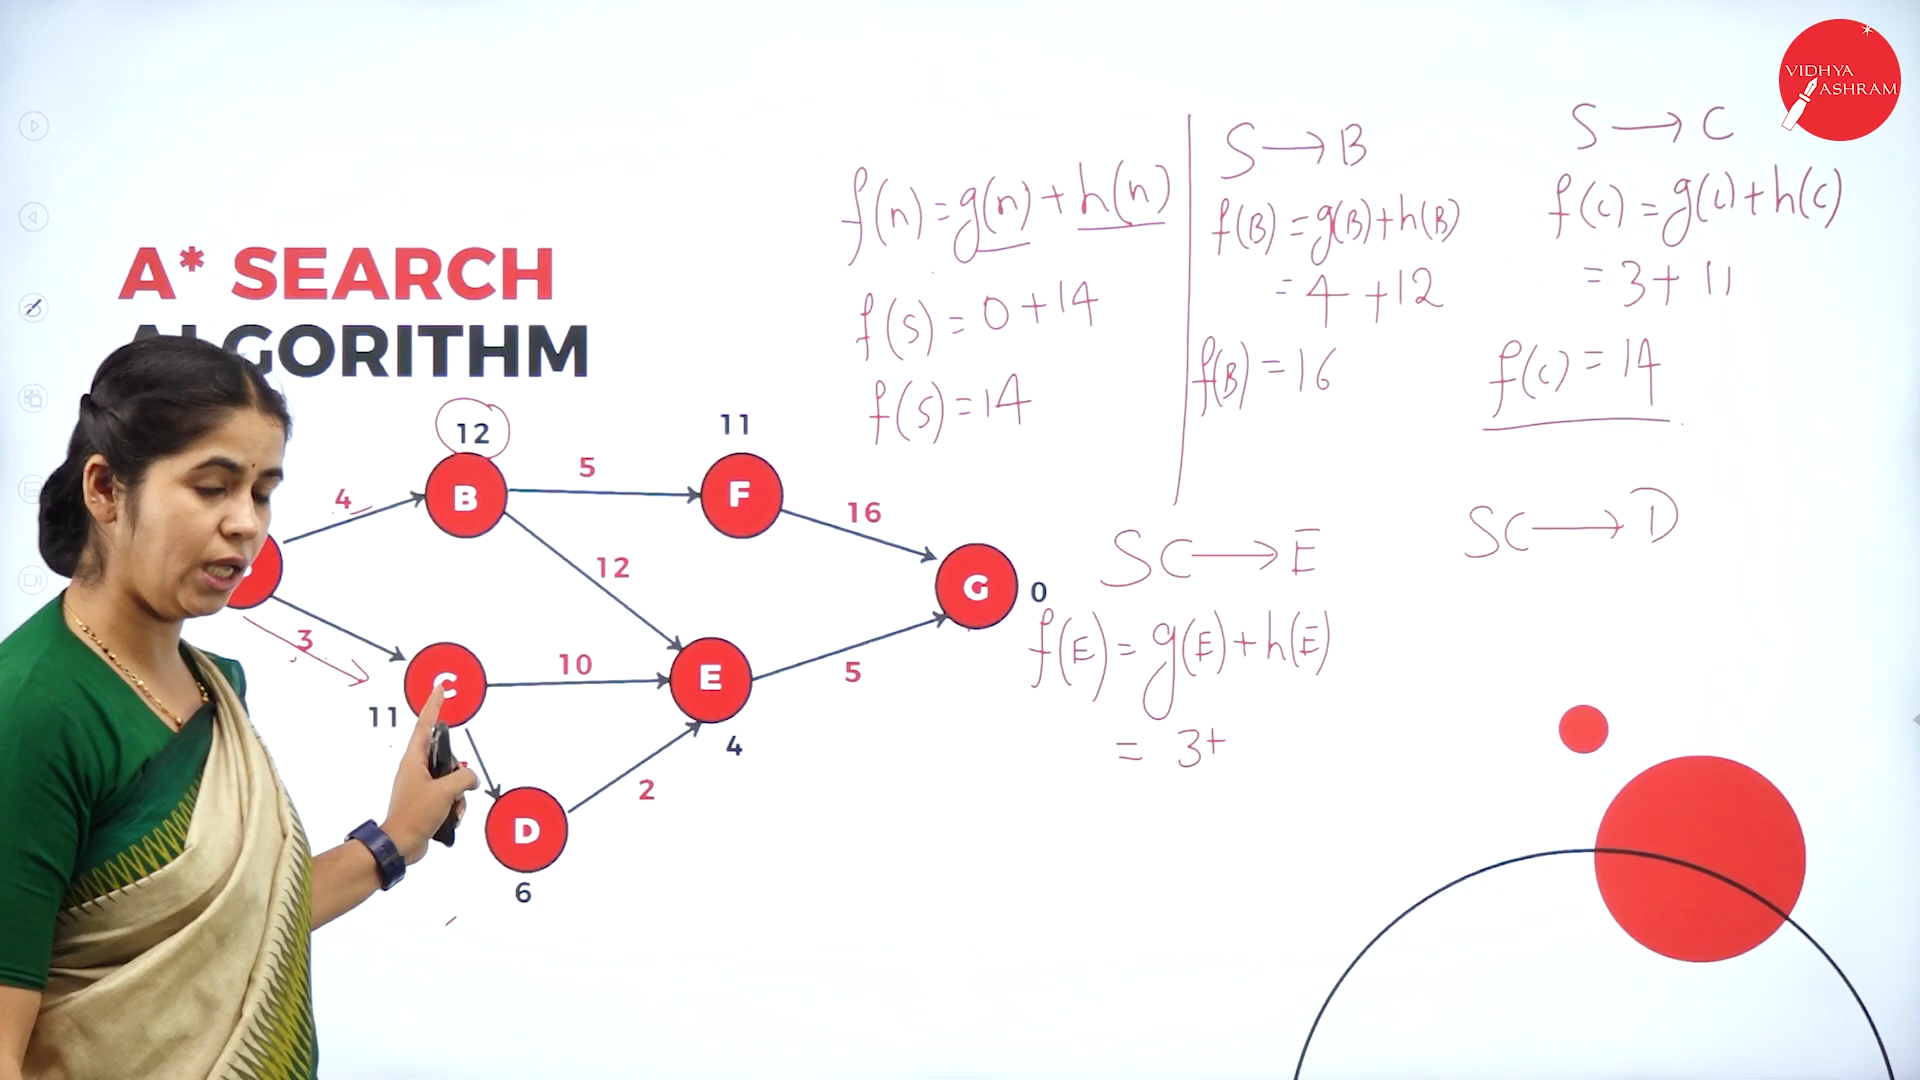 VIDHYA
ASHRAM
A* SEARCH
ALGORITHM
f(n) = g(n) + h(n)
f(S) = 0 + 14
f(S) = 14
S → B
f(B) = g(B) + h(B)
= 4 + 12
f(B) = 16
S → C
f(C) = g(C) + h(C)
= 3 + 11
f(C) = 14
SC → E
f(E) = g(E) + h(E)
= 3 +
SC → D
12
B
4
5
11
F
16
12
G
0
3
C
11
10
E
4
5
2
D
6